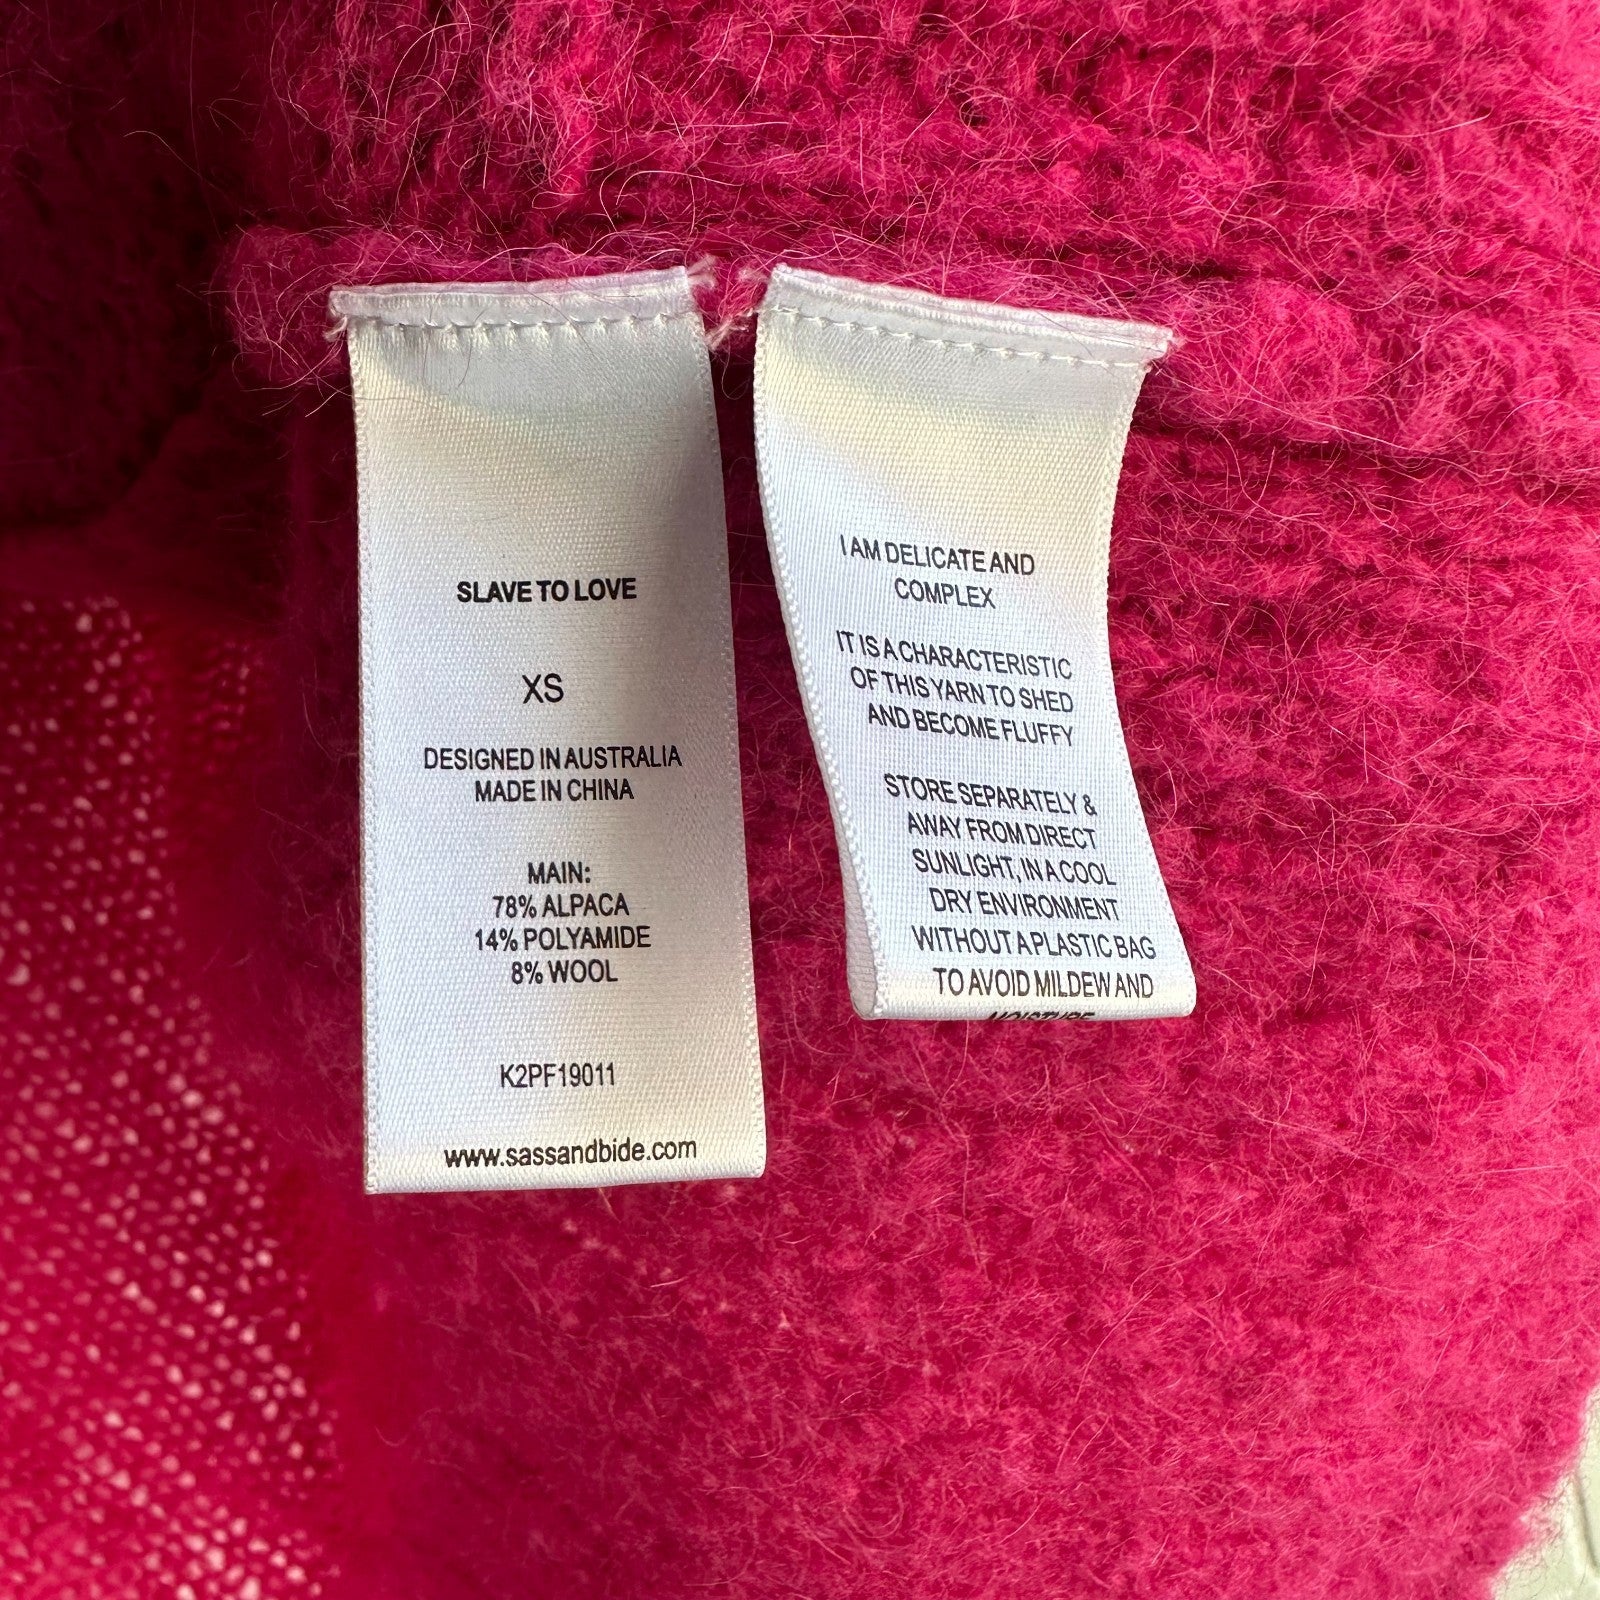 SLAVE TO LOVE
XS
DESIGNED IN AUSTRALIA
MADE IN CHINA
MAIN:
78% ALPACA
14% POLYAMIDE
8% WOOL
K2PF19011
www.sassandbide.com
I AM DELICATE AND
COMPLEX
IT IS A CHARACTERISTIC
OF THIS YARN TO SHED
AND BECOME FLUFFY
STORE SEPARATELY &
AWAY FROM DIRECT
SUNLIGHT, IN A COOL
DRY ENVIRONMENT
WITHOUT A PLASTIC BAG
TO AVOID MILDEW AND
MOISTURE